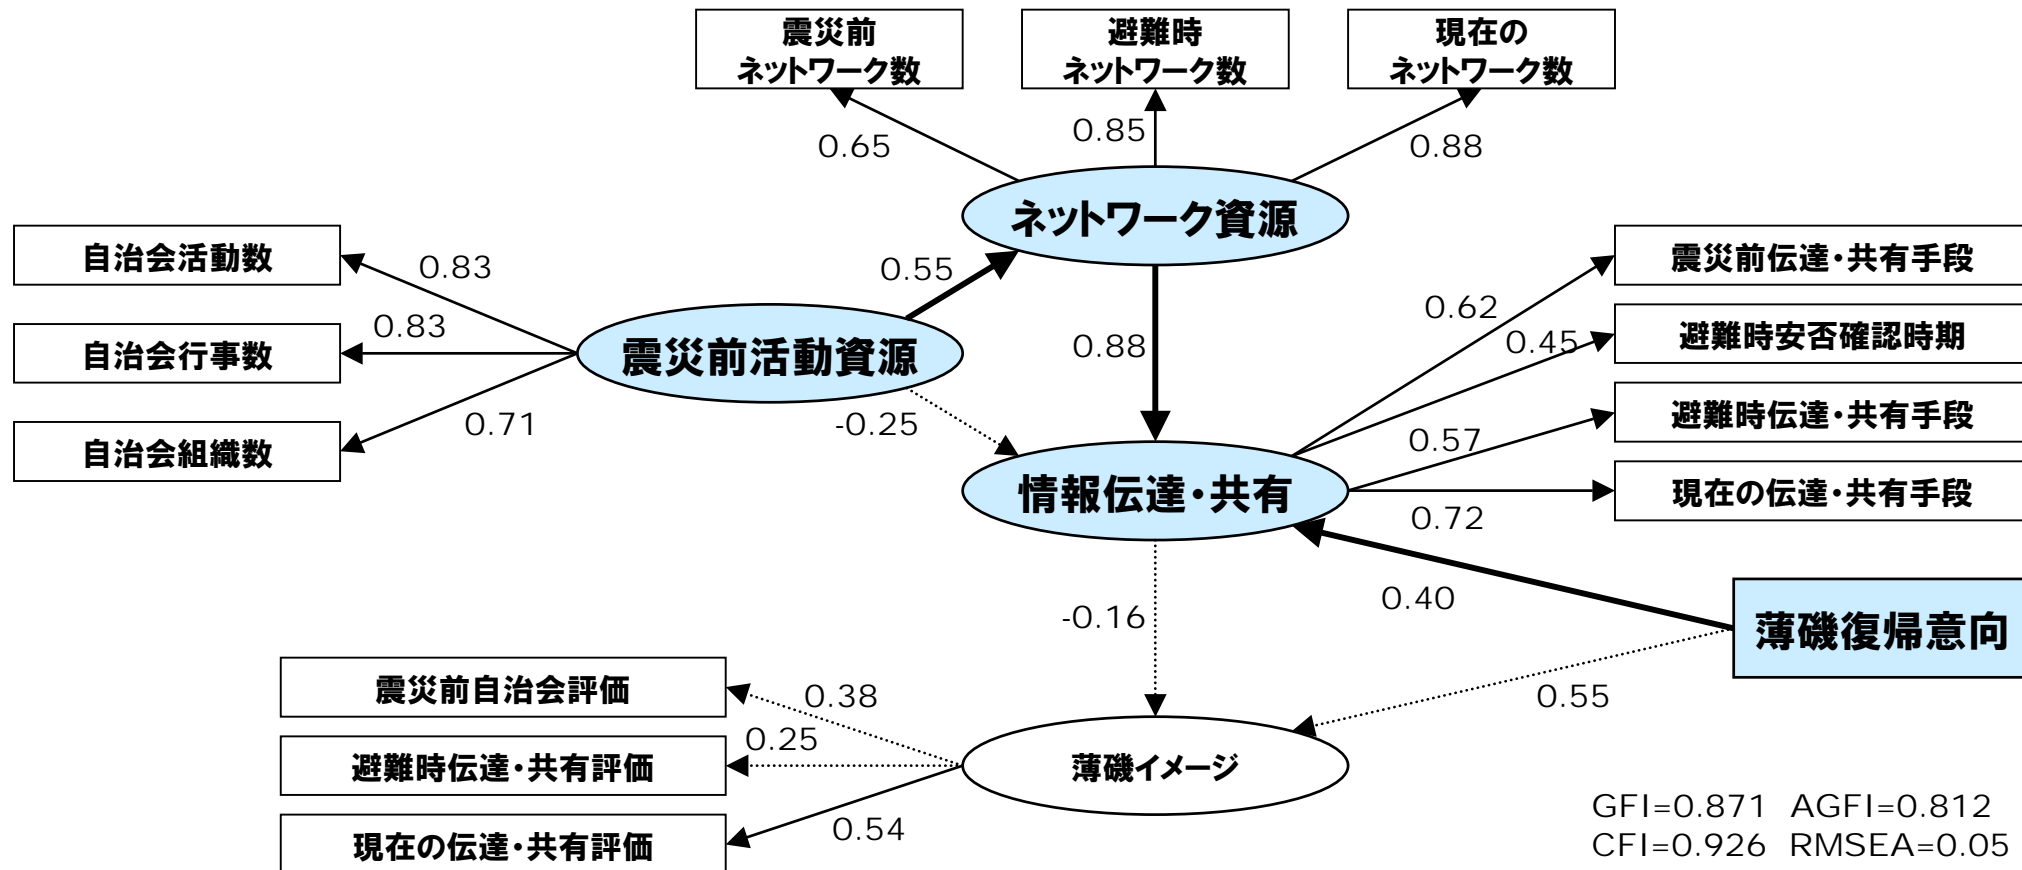 震災前
ネットワーク数
避難時
ネットワーク数
現在の
ネットワーク数
0.65
0.85
0.88
ネットワーク資源
自治会活動数
自治会行事数
自治会組織数
0.83
0.83
0.71
震災前活動資源
0.55
0.88
-0.25
震災前伝達・共有手段
避難時安否確認時期
避難時伝達・共有手段
現在の伝達・共有手段
0.62
0.45
0.57
0.72
情報伝達・共有
0.40
薄磯復帰意向
-0.16
0.55
震災前自治会評価
避難時伝達・共有評価
現在の伝達・共有評価
0.38
0.25
0.54
薄磯イメージ
GFI=0.871 AGFI=0.812
CFI=0.926 RMSEA=0.05